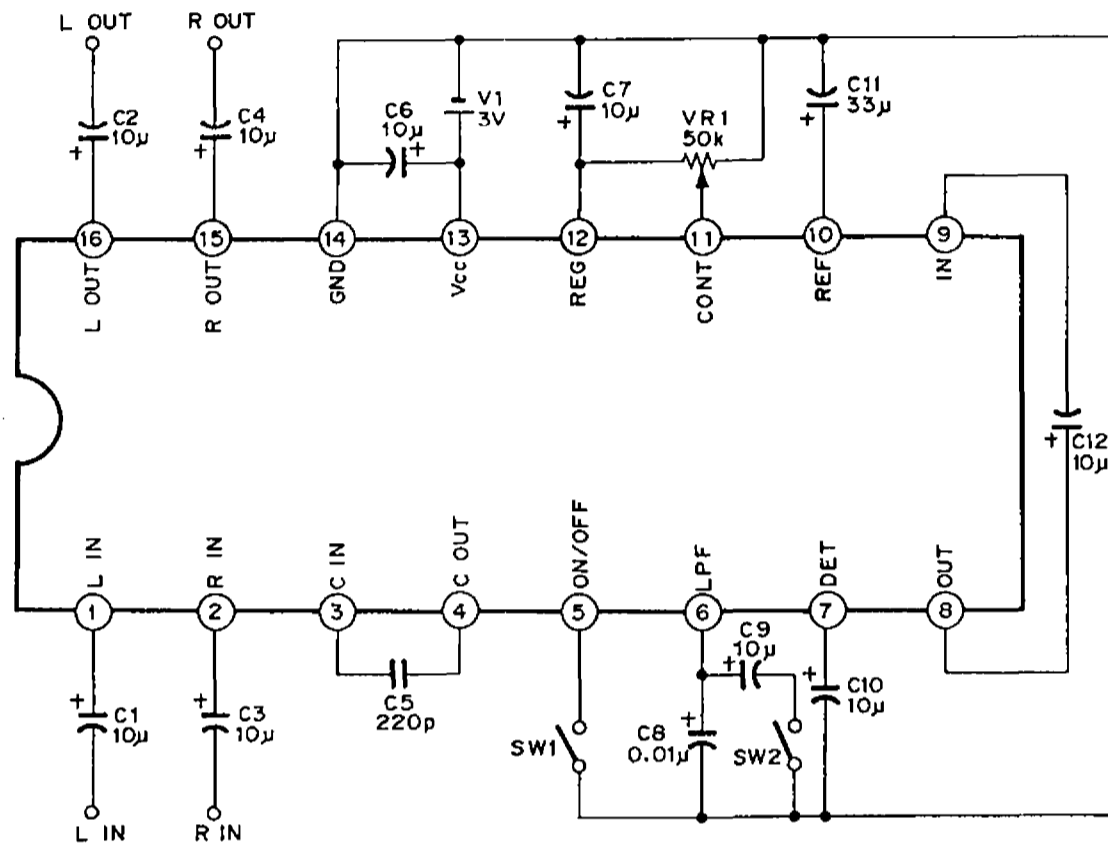 L OUT
R OUT
C2
10µ
+
C4
10µ
+
C6
10µ
+
V1
3V
C7
10µ
+
VR1
50k
C11
33µ
+
16
15
14
13
12
11
10
9
L OUT
R OUT
GND
Vcc
REG
CONT
REF
IN
+
C12
10µ
L IN
R IN
C IN
C OUT
ON/OFF
LPF
DET
OUT
1
2
3
4
5
6
7
8
+
C1
10µ
+
C3
10µ
C5
220p
SW1
C9
10µ
+
+
C8
0.01µ
SW2
+
C10
10µ
L IN
R IN